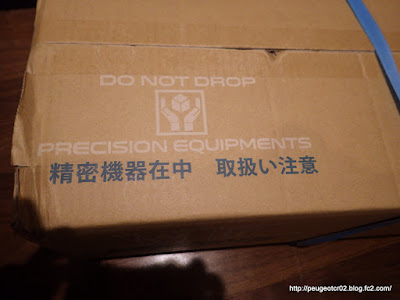 DO NOT DROP
PRECISION EQUIPMENTS
精密機器在中 取扱い注意
http://peugeotcr02.blog.fc2.com/